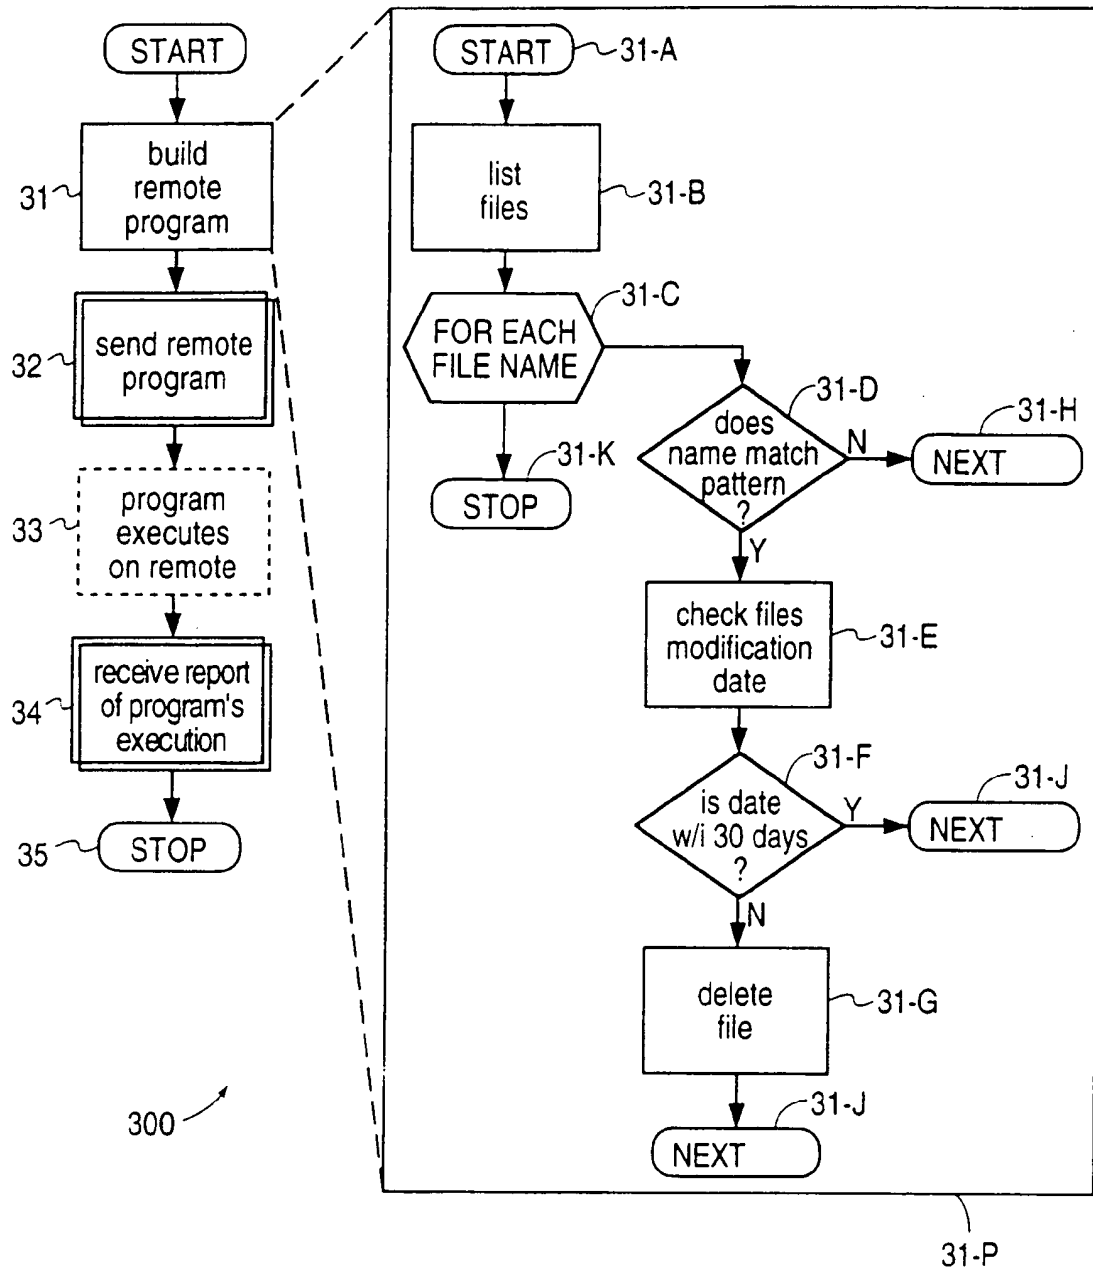 START
build
remote
program
31
send remote
program
32
program
executes
on remote
33
receive report
of program's
execution
34
STOP
35
300
START
31-A
list
files
31-B
31-C
FOR EACH
FILE NAME
31-K
STOP
31-D
does
name match
pattern
?
N
31-H
NEXT
Y
check files
modification
date
31-E
31-F
is date
w/i 30 days
?
Y
31-J
NEXT
N
delete
file
31-G
31-J
NEXT
31-P